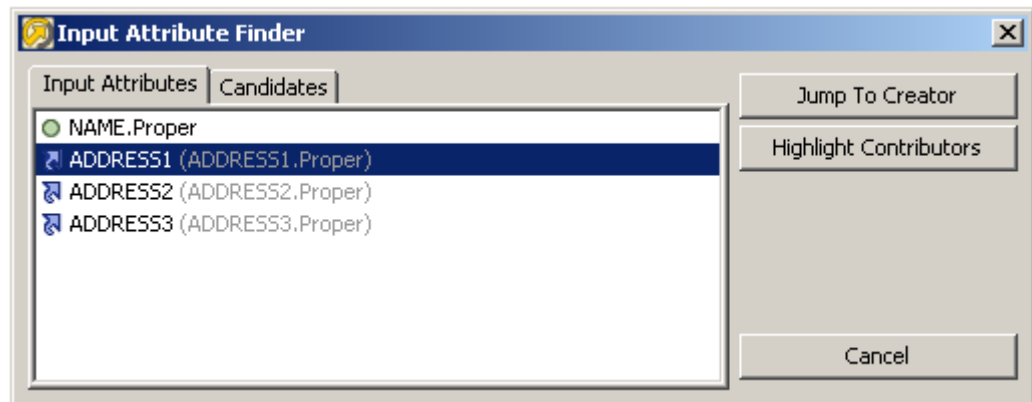 Input Attribute Finder
Input Attributes
Candidates
NAME.Proper
ADDRESS1 (ADDRESS1.Proper)
ADDRESS2 (ADDRESS2.Proper)
ADDRESS3 (ADDRESS3.Proper)
Jump To Creator
Highlight Contributors
Cancel